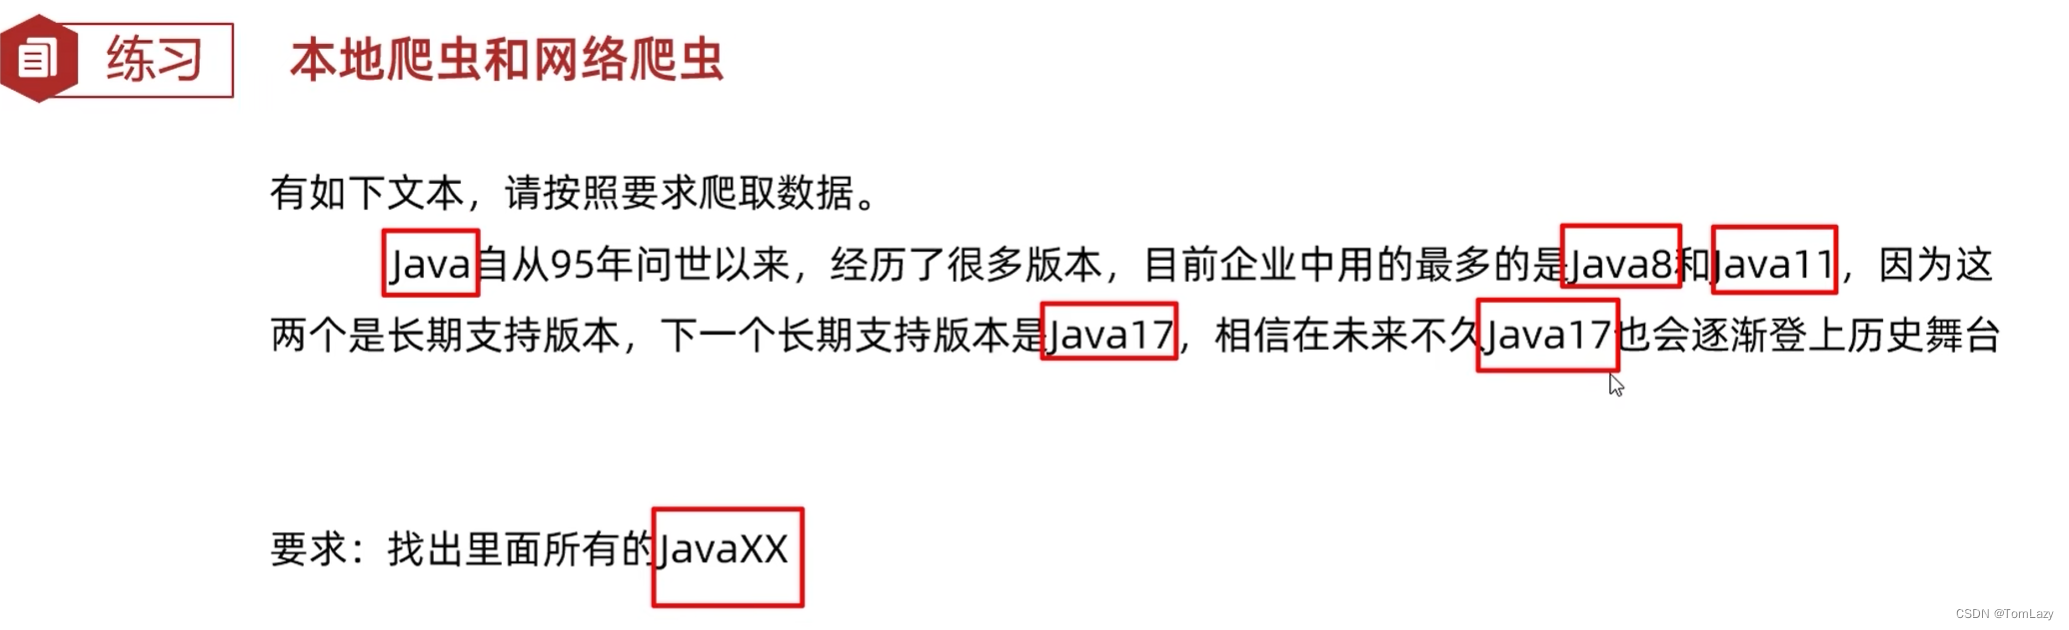 练习
本地爬虫和网络爬虫
有如下文本，请按照要求爬取数据。
Java自从95年问世以来，经历了很多版本，目前企业中用的最多的是Java8和Java11，因为这
两个是长期支持版本，下一个长期支持版本是Java17，相信在未来不久Java17也会逐渐登上历史舞台
要求：找出里面所有的JavaXX
CSDN @TomLazy